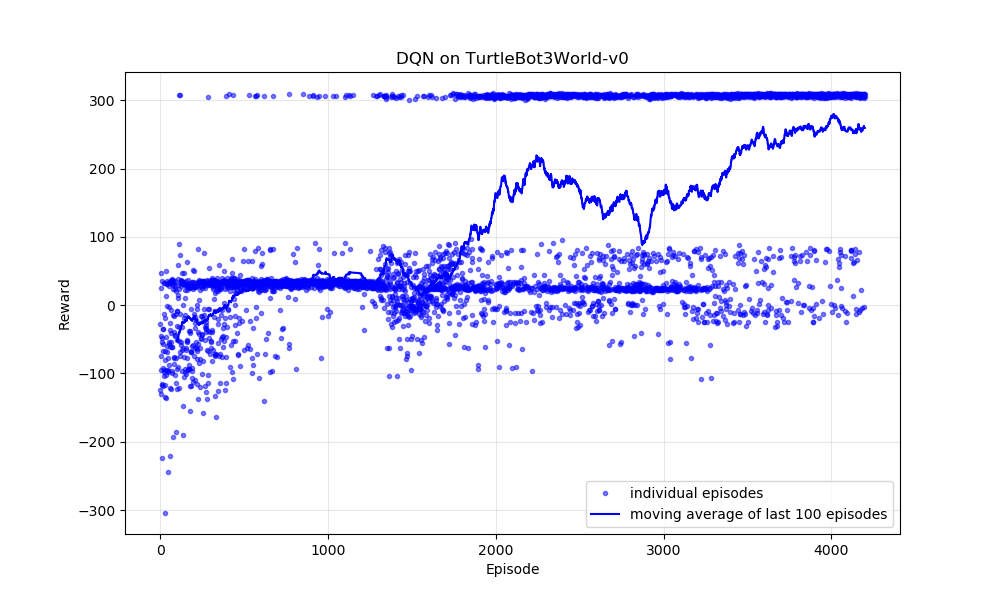 DQN on TurtleBot3World-v0
300
200
100
0
−100
−200
−300
Reward
0 1000 2000 3000 4000
Episode
individual episodes
moving average of last 100 episodes